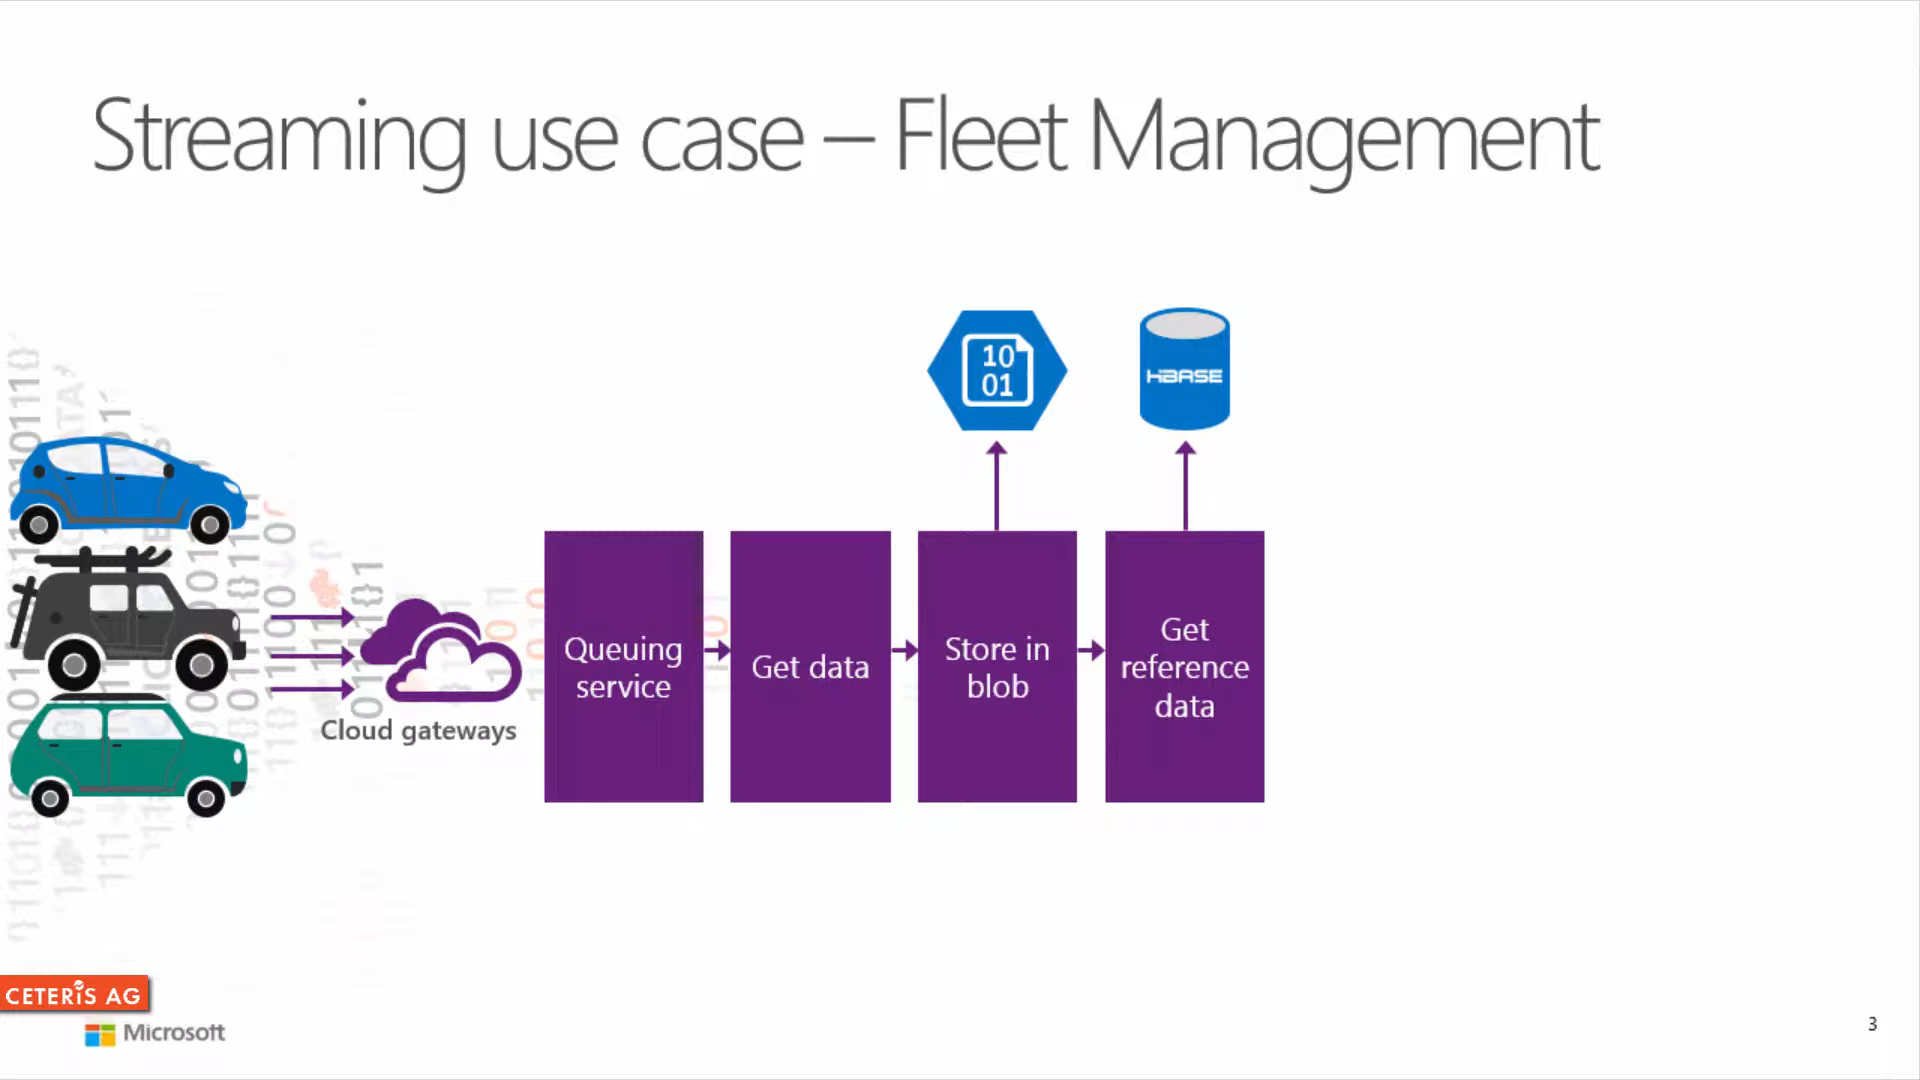 Streaming use case – Fleet Management
10
01
HBASE
Queuing
service
Get data
Store in
blob
Get
reference
data
Cloud gateways
CETERIS AG
Microsoft
3